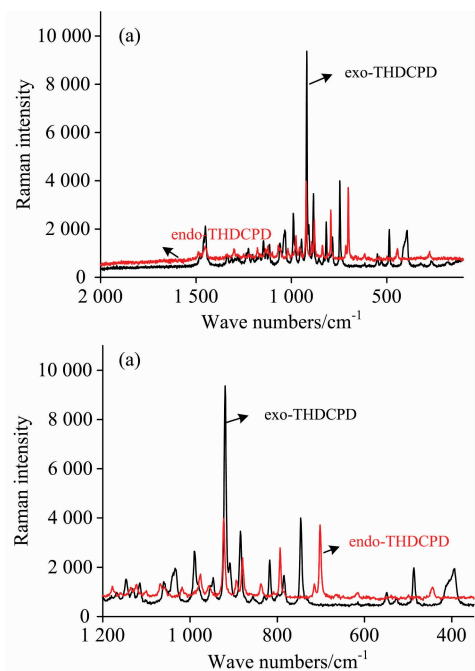 (a)
10 000
8 000
6 000
4 000
2 000
0
Raman intensity
exo-THDCPD
endo-THDCPD
2 000 1 500 1 000 500
Wave numbers/cm-1
(a)
10 000
8 000
6 000
4 000
2 000
0
Raman intensity
exo-THDCPD
endo-THDCPD
1 200 1 000 800 600 400
Wave numbers/cm-1